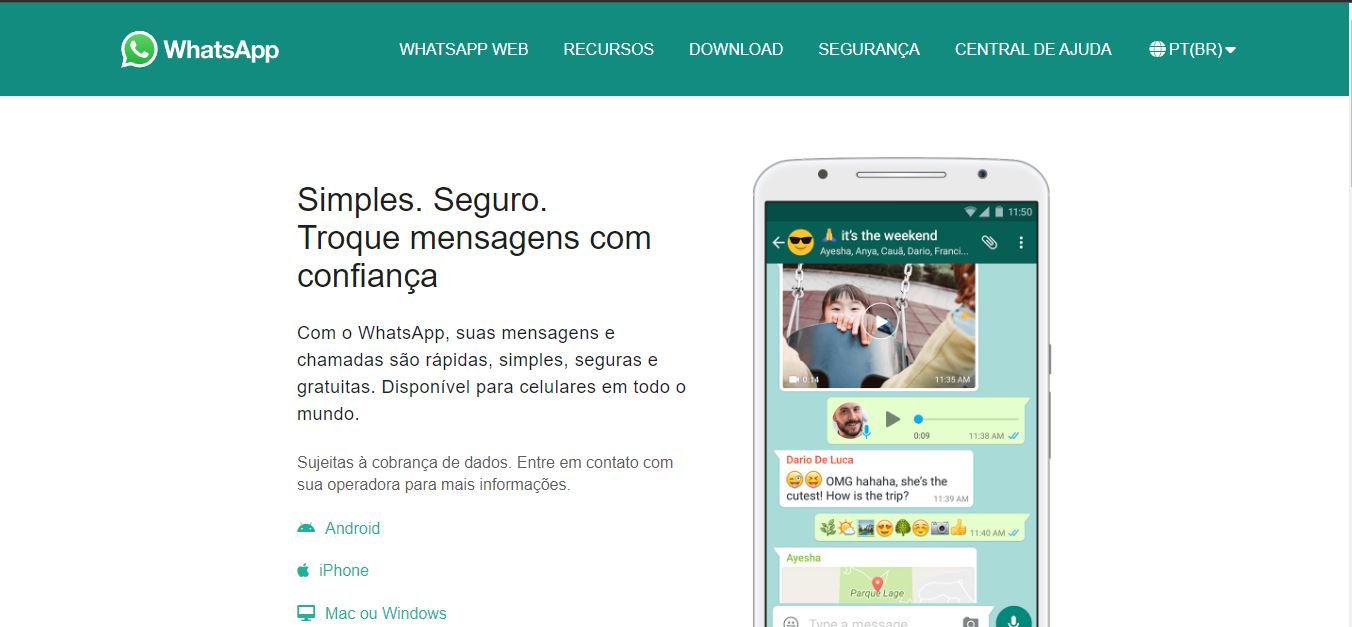 WhatsApp
WHATSAPP WEB
RECURSOS
DOWNLOAD
SEGURANÇA
CENTRAL DE AJUDA
PT(BR)
Simples. Seguro.
Troque mensagens com
confiança
Com o WhatsApp, suas mensagens e
chamadas são rápidas, simples, seguras e
gratuitas. Disponível para celulares em todo o
mundo.
Sujeitas à cobrança de dados. Entre em contato com
sua operadora para mais informações.
Android
iPhone
Mac ou Windows
11:50
🙏 it's the weekend
Ayesha, Anya, Cauã, Dario, Franci...
0:14
11:35 AM
0:09
11:38 AM
Dario De Luca
😜😝 OMG hahaha, she's the
cutest! How is the trip?
11:39 AM
🌿🌤🏞😍🌳☺📷👍 11:40 AM
Ayesha
Parque Lage
Type a message